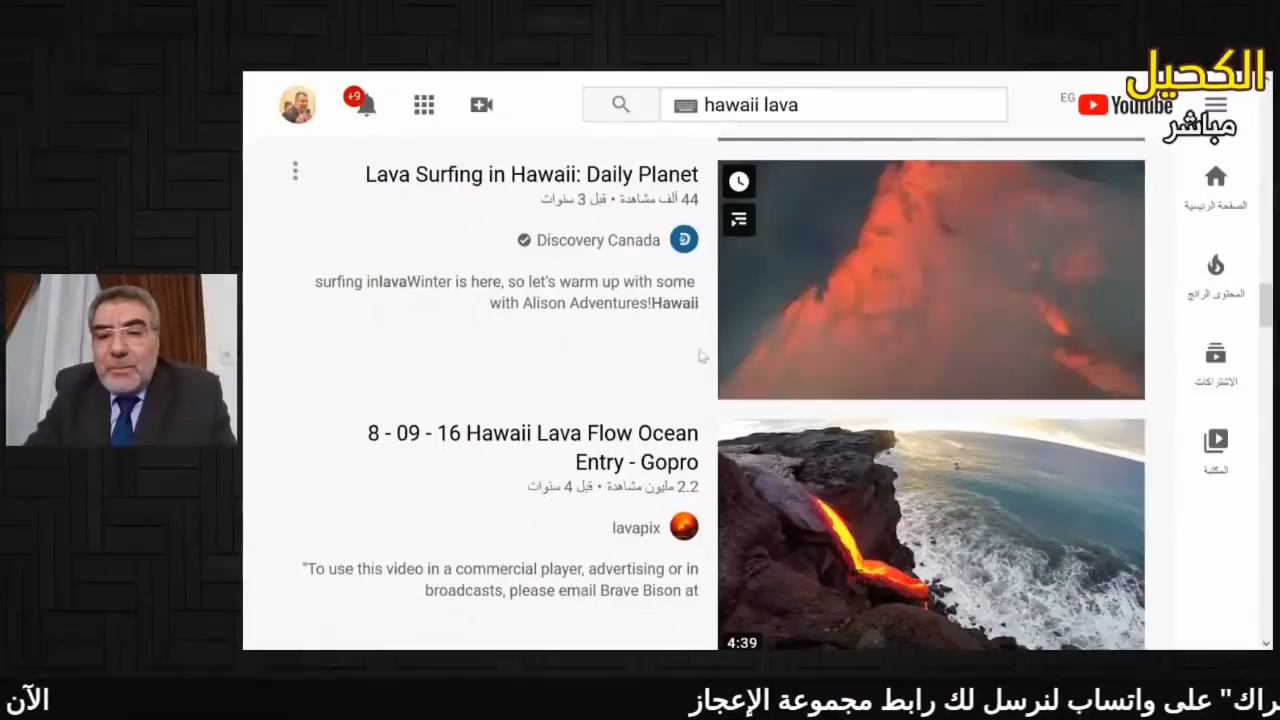 الكحيل
مباشر
+9
hawaii lava
EG
YouTube
Lava Surfing in Hawaii: Daily Planet
44 ألف مشاهدة • قبل 3 سنوات
Discovery Canada
surfing inlavaWinter is here, so let's warm up with some
with Alison Adventures!Hawaii
8 - 09 - 16 Hawaii Lava Flow Ocean
Entry - Gopro
2.2 مليون مشاهدة • قبل 4 سنوات
lavapix
"To use this video in a commercial player, advertising or in
broadcasts, please email Brave Bison at
4:39
الصفحة الرئيسية
المحتوى الرائج
الاشتراكات
المكتبة
راك" على واتساب لنرسل لك رابط مجموعة الإعجاز
الآن